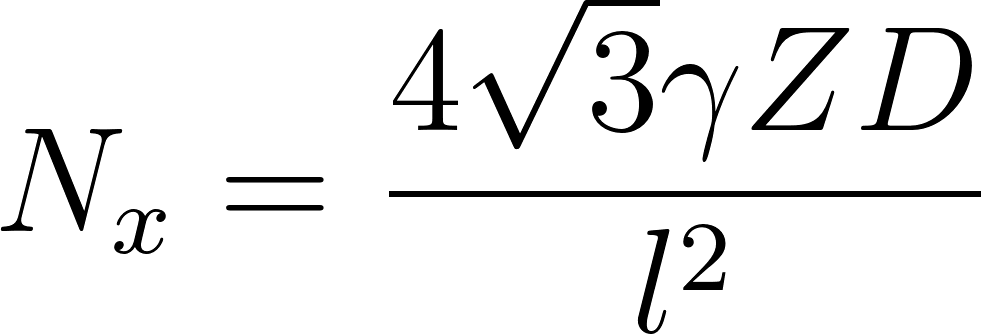 N_x = \frac{4\sqrt{3}\gamma Z D}{l^2}